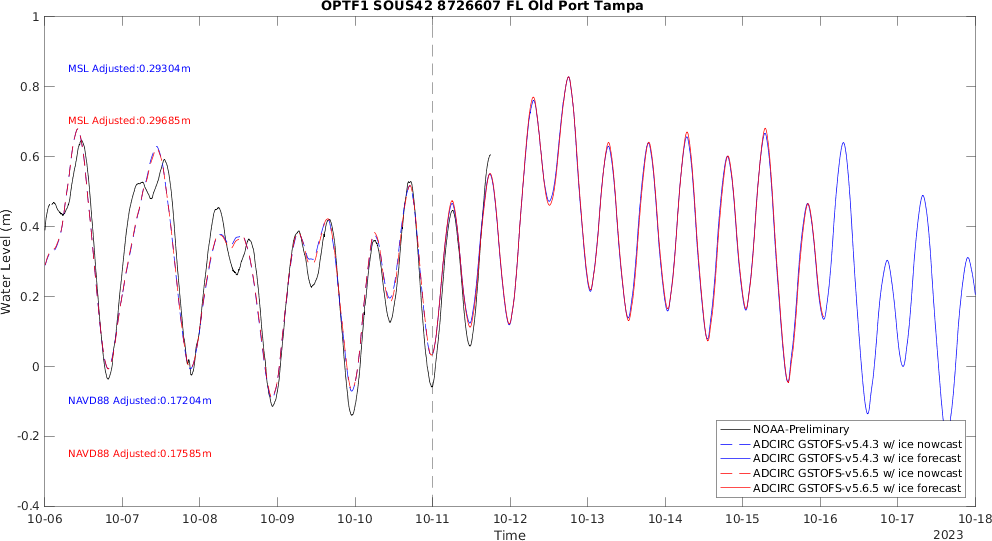 OPTF1 SOUS42 8726607 FL Old Port Tampa
1
0.8
0.6
0.4
0.2
0
-0.2
-0.4
Water Level (m)
MSL Adjusted:0.29304m
MSL Adjusted:0.29685m
NAVD88 Adjusted:0.17204m
NAVD88 Adjusted:0.17585m
NOAA-Preliminary
ADCIRC GSTOFS-v5.4.3 w/ ice nowcast
ADCIRC GSTOFS-v5.4.3 w/ ice forecast
ADCIRC GSTOFS-v5.6.5 w/ ice nowcast
ADCIRC GSTOFS-v5.6.5 w/ ice forecast
10-06 10-07 10-08 10-09 10-10 10-11 10-12 10-13 10-14 10-15 10-16 10-17 10-18
Time
2023